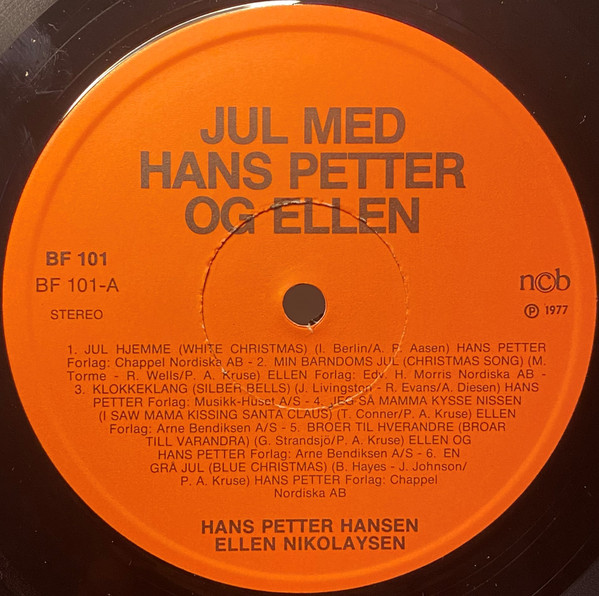 JUL MED
HANS PETTER
OG ELLEN
BF 101
BF 101-A
STEREO
ncb
Ⓟ 1977
1. JUL HJEMME (WHITE CHRISTMAS) (I. Berlin/A. P. Aasen) HANS PETTER
Forlag: Chappel Nordiska AB - 2. MIN BARNDOMS JUL (CHRISTMAS SONG) (M.
Torme - R. Wells/P. A. Kruse) ELLEN Forlag: Edv. H. Morris Nordiska AB -
3. KLOKKEKLANG (SILBER BELLS) (J. Livingston - R. Evans/A. Diesen) HANS
PETTER Forlag: Musikk-Huset A/S - 4. JEG SÅ MAMMA KYSSE NISSEN
(I SAW MAMA KISSING SANTA CLAUS) (T. Conner/P. A. Kruse) ELLEN
Forlag: Arne Bendiksen A/S - 5. BROER TIL HVERANDRE (BROAR
TILL VARANDRA) (G. Strandsjö/P. A. Kruse) ELLEN OG
HANS PETTER Forlag: Arne Bendiksen A/S - 6. EN
GRÅ JUL (BLUE CHRISTMAS) (B. Hayes - J. Johnson/
P. A. Kruse) HANS PETTER Forlag: Chappel
Nordiska AB
HANS PETTER HANSEN
ELLEN NIKOLAYSEN